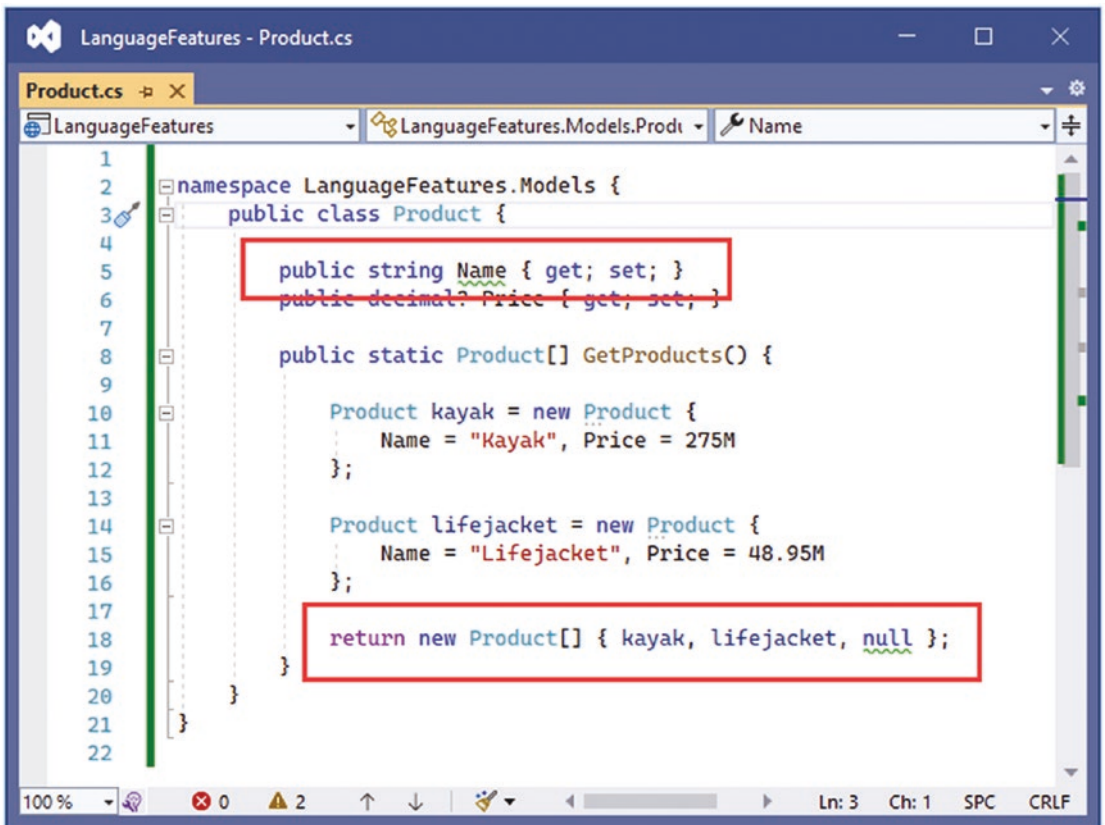 LanguageFeatures - Product.cs
Product.cs
LanguageFeatures LanguageFeatures.Models.Produ Name
1
2 namespace LanguageFeatures.Models {
3 public class Product {
4
5 public string Name { get; set; }
6 public decimal? Price { get; set; }
7
8 public static Product[] GetProducts() {
9
10 Product kayak = new Product {
11 Name = "Kayak", Price = 275M
12 };
13
14 Product lifejacket = new Product {
15 Name = "Lifejacket", Price = 48.95M
16 };
17
18 return new Product[] { kayak, lifejacket, null };
19 }
20 }
21 }
22
100 % 0 2 Ln: 3 Ch: 1 SPC CRLF